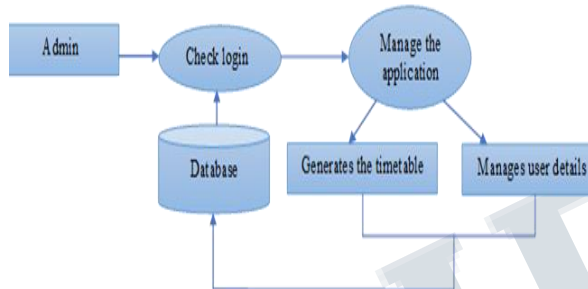 Admin
Check login
Manage the
application
Database
Generates the timetable
Manages user details